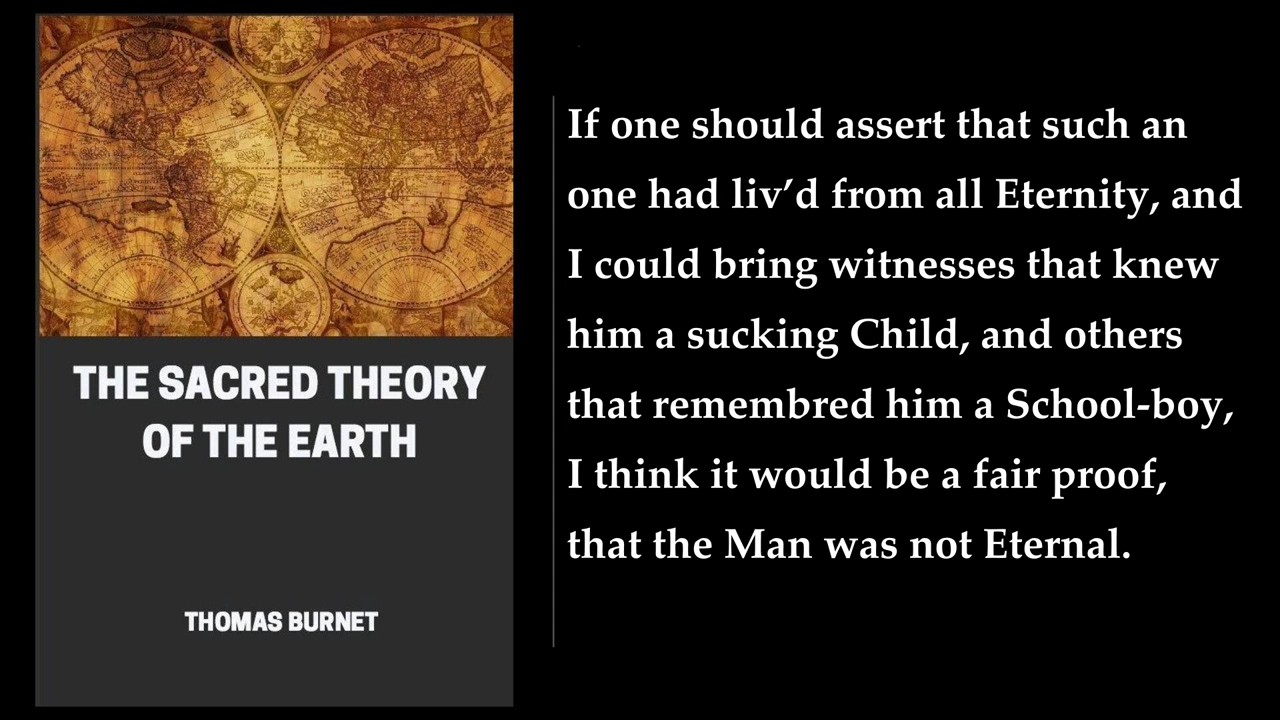 THE SACRED THEORY
OF THE EARTH
THOMAS BURNET
If one should assert that such an
one had liv’d from all Eternity, and
I could bring witnesses that knew
him a sucking Child, and others
that remembred him a School-boy,
I think it would be a fair proof,
that the Man was not Eternal.